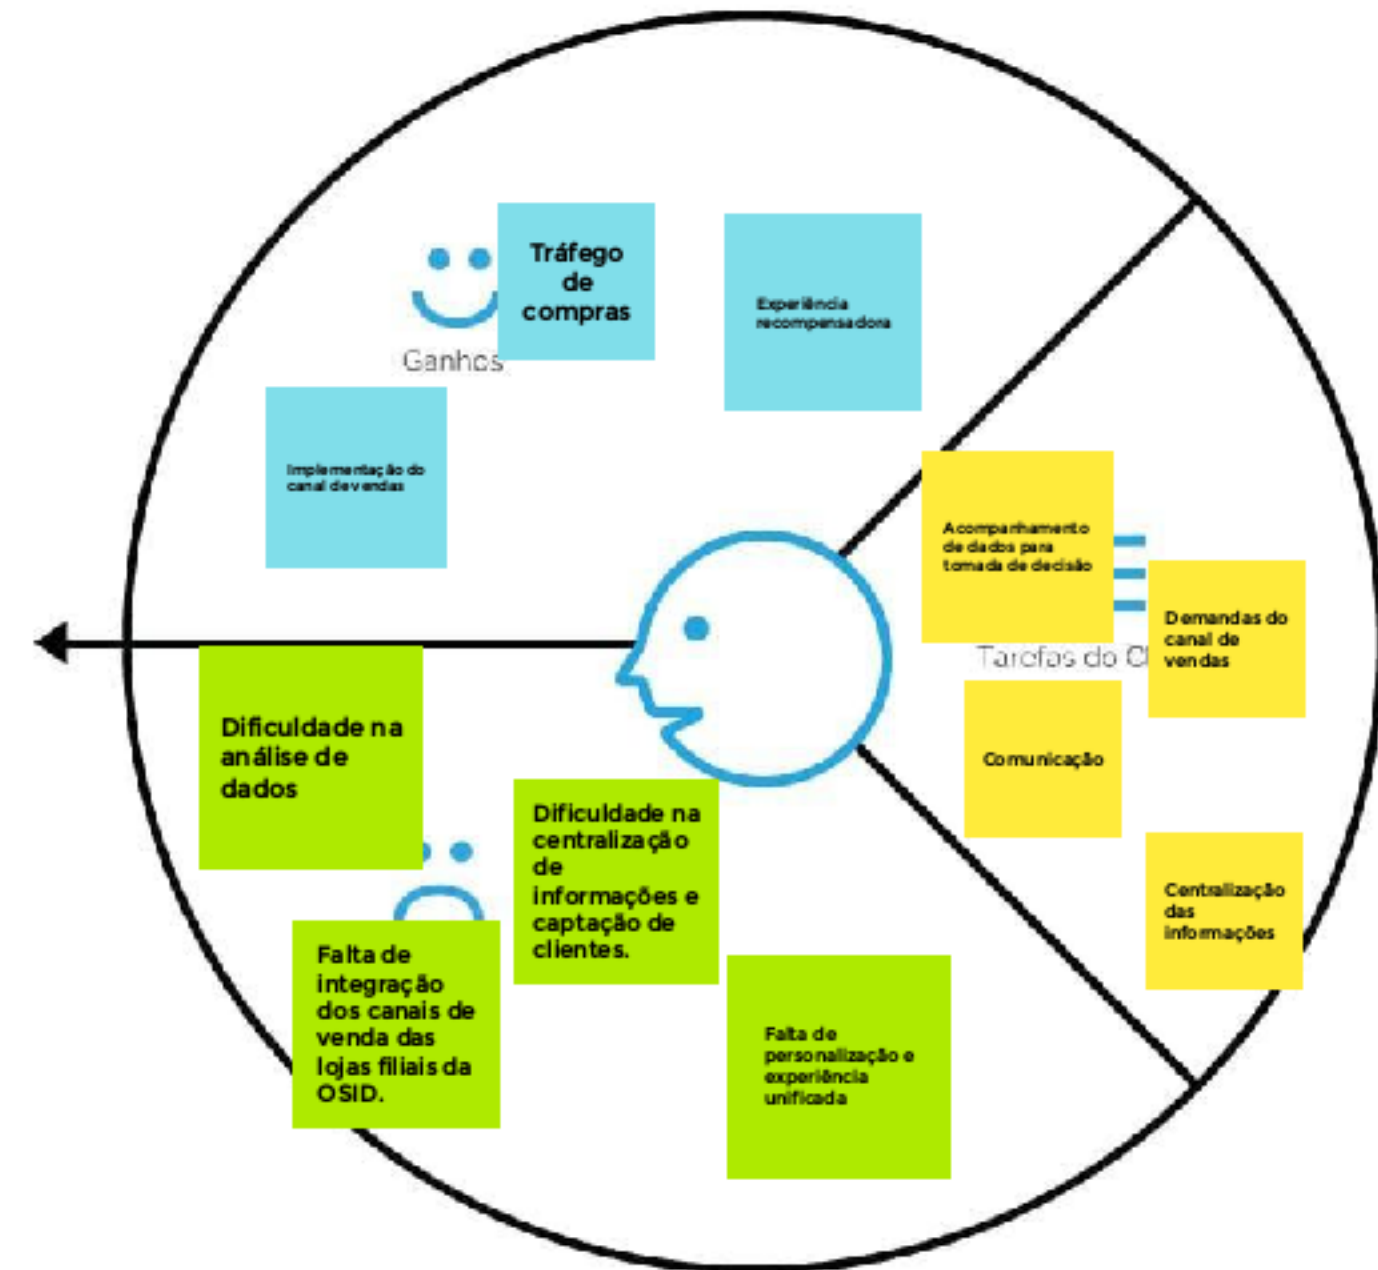 Tráfego
de
compras
Experiência
recompensadora
Ganhos
Implementação do
canal de vendas
Acompanhamento
de dados para
tomada de decisão
Demandas do
canal de
vendas
Tarefas do
Comunicação
Centralização
das
informações
Dificuldade na
análise de
dados
Dificuldade na
centralização
de
informações e
captação de
clientes.
Falta de
integração
dos canais de
venda das
lojas filiais da
OSID.
Falta de
personalização e
experiência
unificada